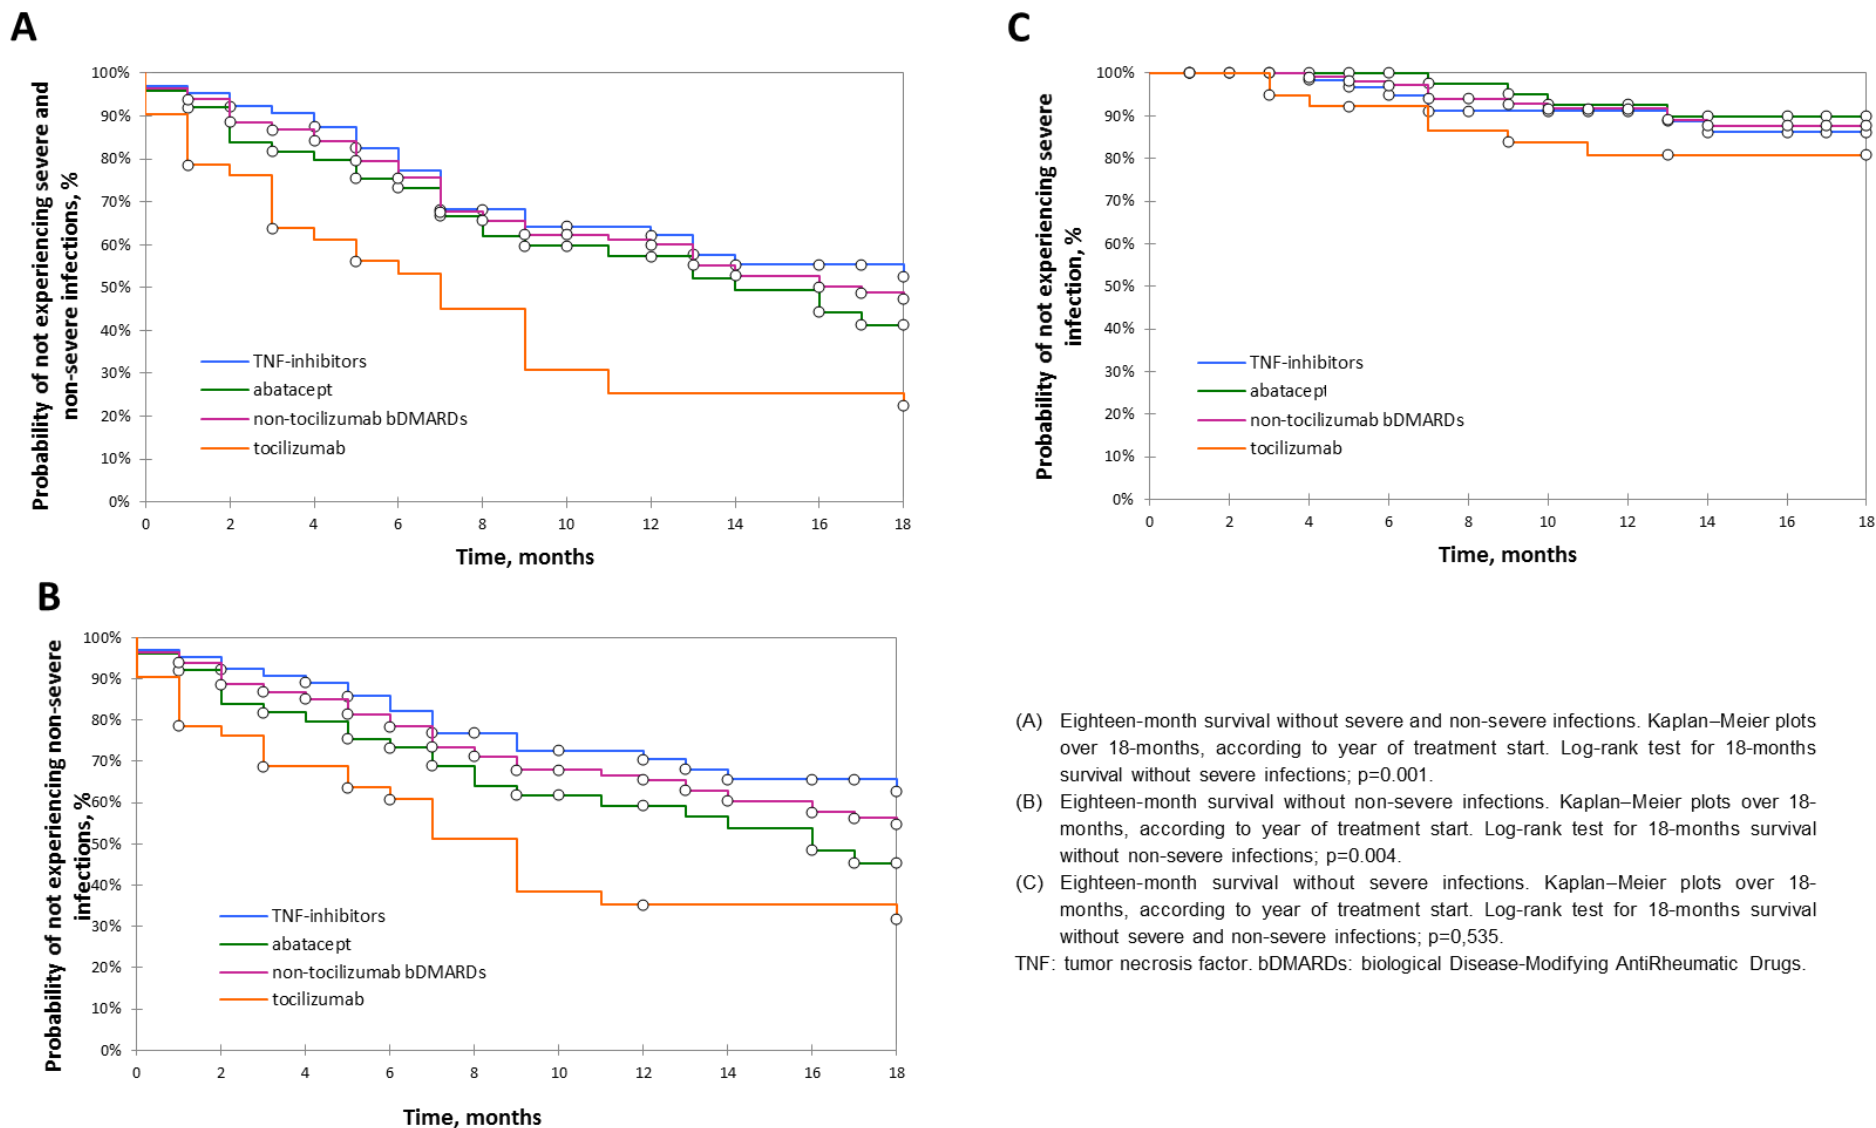 A
Probability of not experiencing severe and
non-severe infections, %
100%
90%
80%
70%
60%
50%
40%
30%
20%
10%
0%
TNF-inhibitors
abatacept
non-tocilizumab bDMARDs
tocilizumab
0 2 4 6 8 10 12 14 16 18
Time, months
C
Probability of not experiencing severe
infection, %
100%
90%
80%
70%
60%
50%
40%
30%
20%
10%
0%
TNF-inhibitors
abatacept
non-tocilizumab bDMARDs
tocilizumab
0 2 4 6 8 10 12 14 16 18
Time, months
B
Probability of not experiencing non-severe
infections, %
100%
90%
80%
70%
60%
50%
40%
30%
20%
10%
0%
TNF-inhibitors
abatacept
non-tocilizumab bDMARDs
tocilizumab
0 2 4 6 8 10 12 14 16 18
Time, months
(A) Eighteen-month survival without severe and non-severe infections. Kaplan–Meier plots
over 18-months, according to year of treatment start. Log-rank test for 18-months
survival without severe infections; p=0.001.
(B) Eighteen-month survival without non-severe infections. Kaplan–Meier plots over 18-
months, according to year of treatment start. Log-rank test for 18-months survival
without non-severe infections; p=0.004.
(C) Eighteen-month survival without severe infections. Kaplan–Meier plots over 18-
months, according to year of treatment start. Log-rank test for 18-months survival
without severe and non-severe infections; p=0,535.
TNF: tumor necrosis factor. bDMARDs: biological Disease-Modifying AntiRheumatic Drugs.